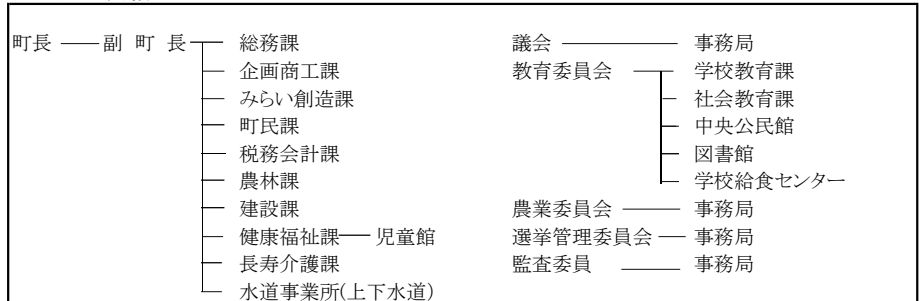 町長 副町長 総務課 議会 事務局
企画商工課 教育委員会 学校教育課
みらい創造課 社会教育課
町民課 中央公民館
税務会計課 図書館
農林課 学校給食センター
建設課 農業委員会 事務局
健康福祉課 児童館 選挙管理委員会 事務局
長寿介護課 監査委員 事務局
水道事業所(上下水道)